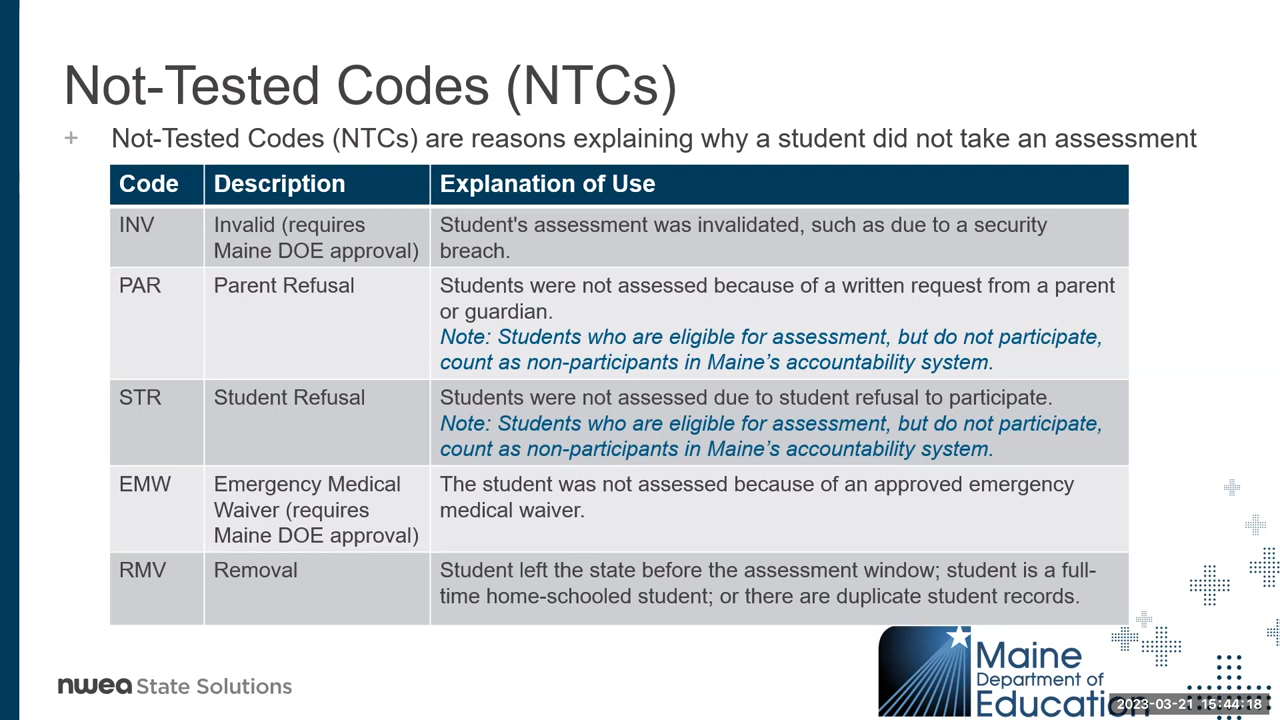 Not-Tested Codes (NTCs)
+ Not-Tested Codes (NTCs) are reasons explaining why a student did not take an assessment
Code Description Explanation of Use
INV Invalid (requires Maine DOE approval) Student's assessment was invalidated, such as due to a security breach.
PAR Parent Refusal Students were not assessed because of a written request from a parent
or guardian.
Note: Students who are eligible for assessment, but do not participate,
count as non-participants in Maine’s accountability system.
STR Student Refusal Students were not assessed due to student refusal to participate.
Note: Students who are eligible for assessment, but do not participate,
count as non-participants in Maine’s accountability system.
EMW Emergency Medical Waiver (requires Maine DOE approval) The student was not assessed because of an approved emergency medical waiver.
RMV Removal Student left the state before the assessment window; student is a full-
time home-schooled student; or there are duplicate student records.
nwea State Solutions
Maine
Department of
Education
2023-03-21 15:44:18